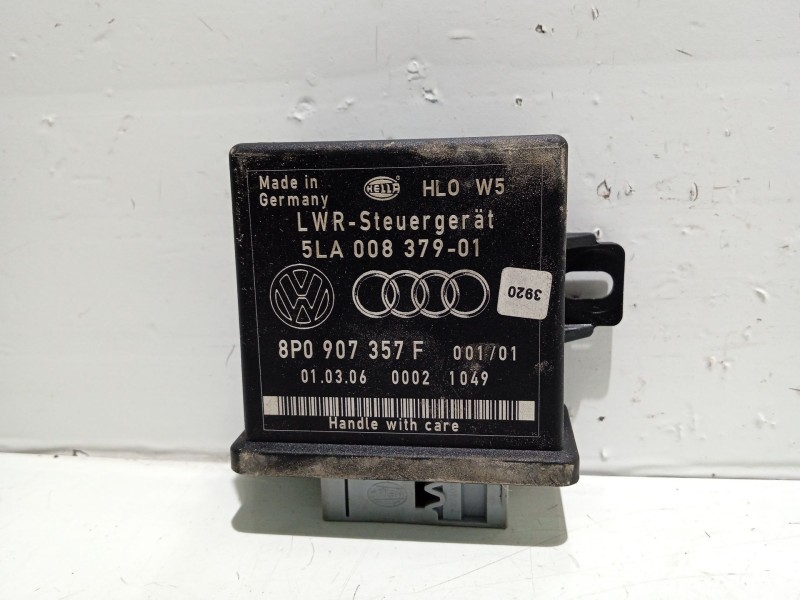 Made in
Germany
HELLA
HLO W5
LWR-Steuergerät
5LA 008 379-01
VW
3920
8P0 907 357 F 001/01
01.03.06 0002 1049
Handle with care